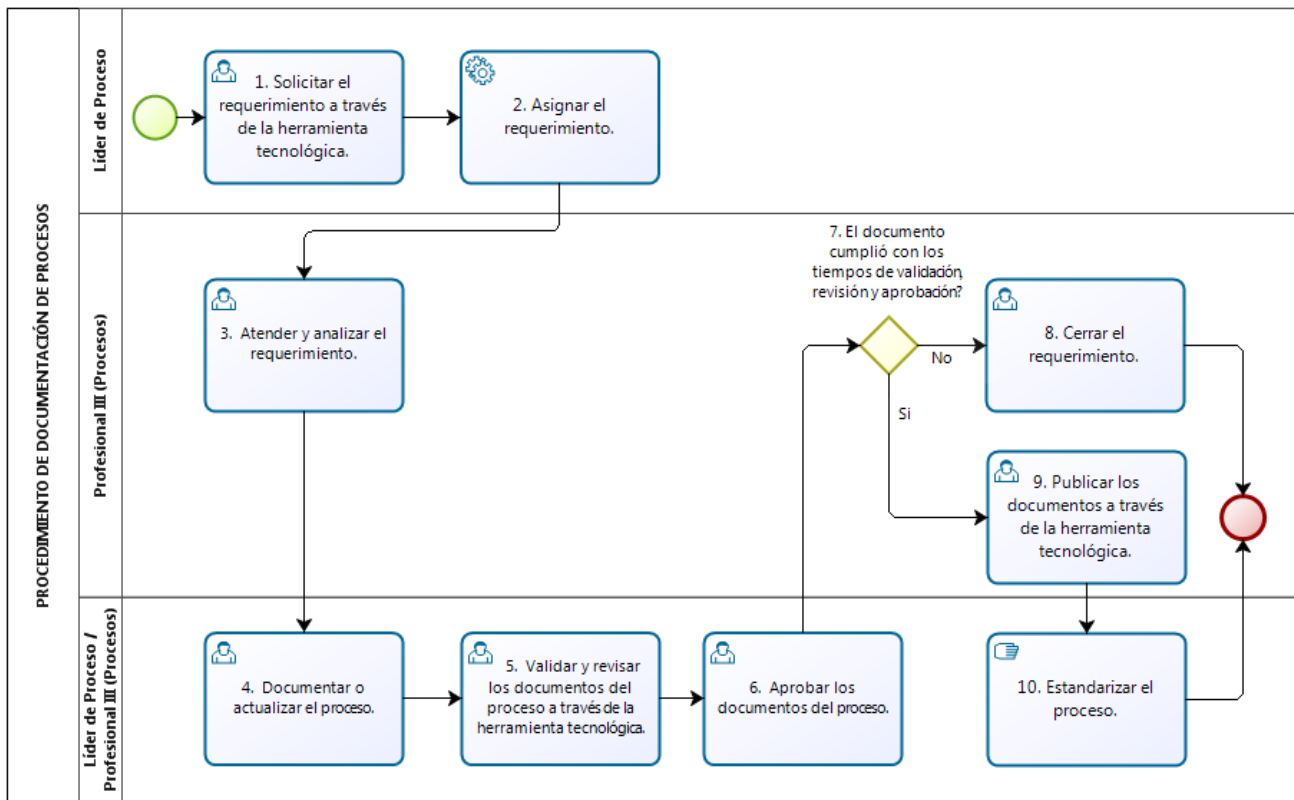 PROCEDIMIENTO DE DOCUMENTACIÓN DE PROCESOS
Líder de Proceso
1. Solicitar el
requerimiento a través
de la herramienta
tecnológica.
2. Asignar el
requerimiento.
Profesional III (Procesos)
3. Atender y analizar el
requerimiento.
7. El documento
cumplió con los
tiempos de validación,
revisión y aprobación?
No
Si
8. Cerrar el
requerimiento.
9. Publicar los
documentos a través
de la herramienta
tecnológica.
Líder de Proceso /
Profesional III (Procesos)
4. Documentar o
actualizar el proceso.
5. Validar y revisar
los documentos del
proceso a través de la
herramienta tecnológica.
6. Aprobar los
documentos del proceso.
10. Estandarizar el
proceso.